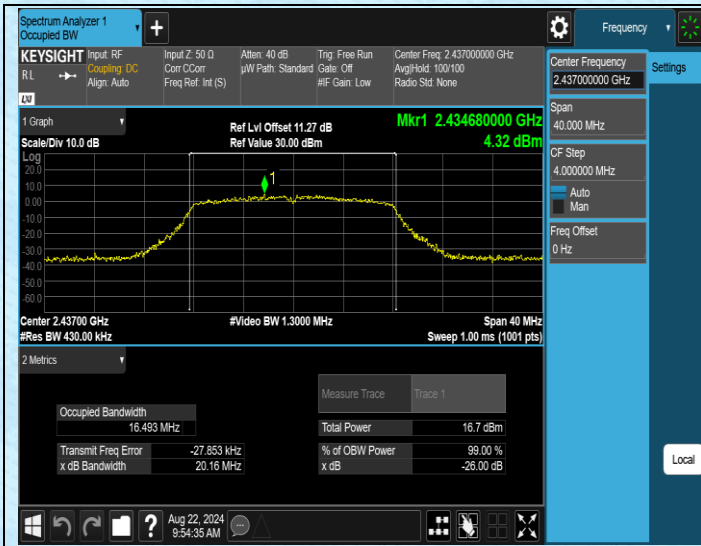 Spectrum Analyzer 1
Occupied BW
+
Frequency
KEYSIGHT
R L
LXI
Input: RF
Coupling: DC
Align: Auto
Input Z: 50 Ω
Corr CCorr
Freq Ref: Int (S)
Atten: 40 dB
µW Path: Standard
Trig: Free Run
Gate: Off
#IF Gain: Low
Center Freq: 2.437000000 GHz
Avg|Hold: 100/100
Radio Std: None
Center Frequency
2.437000000 GHz
Settings
Span
40.000 MHz
CF Step
4.000000 MHz
Auto
Man
Freq Offset
0 Hz
Local
1 Graph
Scale/Div 10.0 dB
Ref Lvl Offset 11.27 dB
Ref Value 30.00 dBm
Mkr1 2.434680000 GHz
4.32 dBm
Log
20.0
10.0
0.00
-10.0
-20.0
-30.0
-40.0
-50.0
-60.0
1
Center 2.43700 GHz
#Res BW 430.00 kHz
#Video BW 1.3000 MHz
Span 40 MHz
Sweep 1.00 ms (1001 pts)
2 Metrics
Measure Trace
Trace 1
Occupied Bandwidth
16.493 MHz
Total Power
16.7 dBm
Transmit Freq Error
-27.853 kHz
% of OBW Power
99.00 %
x dB Bandwidth
20.16 MHz
x dB
-26.00 dB
?
Aug 22, 2024
9:54:35 AM